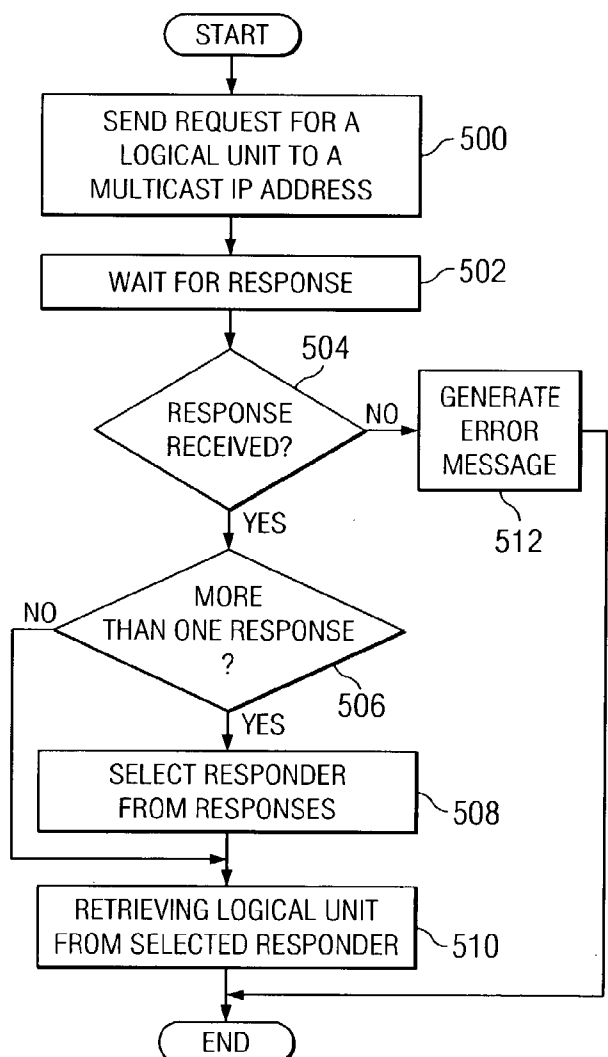 START
SEND REQUEST FOR A
LOGICAL UNIT TO A
MULTICAST IP ADDRESS
500
WAIT FOR RESPONSE
502
504
RESPONSE
RECEIVED?
NO
GENERATE
ERROR
MESSAGE
512
YES
NO
MORE
THAN ONE RESPONSE
?
506
YES
SELECT RESPONDER
FROM RESPONSES
508
RETRIEVING LOGICAL UNIT
FROM SELECTED RESPONDER
510
END